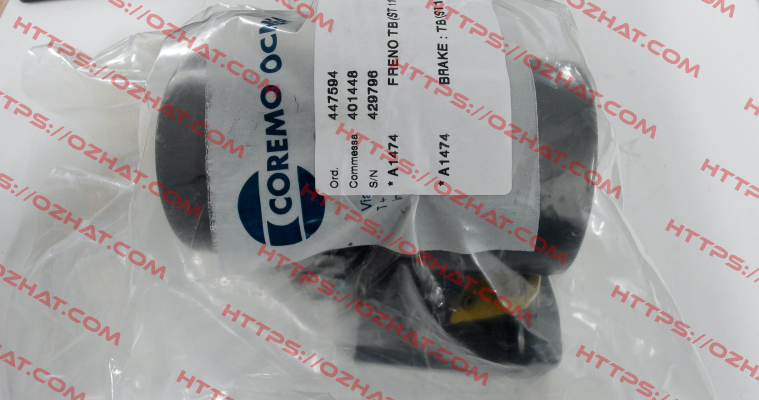 COREMO OCM
Ord. 447594
Commessa 401448
S/N 429796
* A1474 FRENO TB(ST1
* A1474 BRAKE : TB(ST1
HTTPS://OZHAT.COM